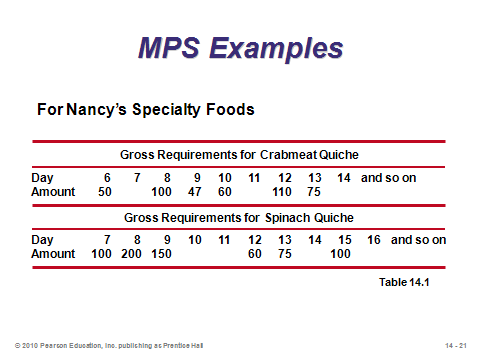 MPS Examples
For Nancy's Specialty Foods
Gross Requirements for Crabmeat Quiche
Day 6 7 8 9 10 11 12 13 14 and so on
Amount 50 100 47 60 110 75
Gross Requirements for Spinach Quiche
Day 7 8 9 10 11 12 13 14 15 16 and so on
Amount 100 200 150 60 75 100
Table 14.1
© 2010 Pearson Education, Inc. publishing as Prentice Hall
14 - 21